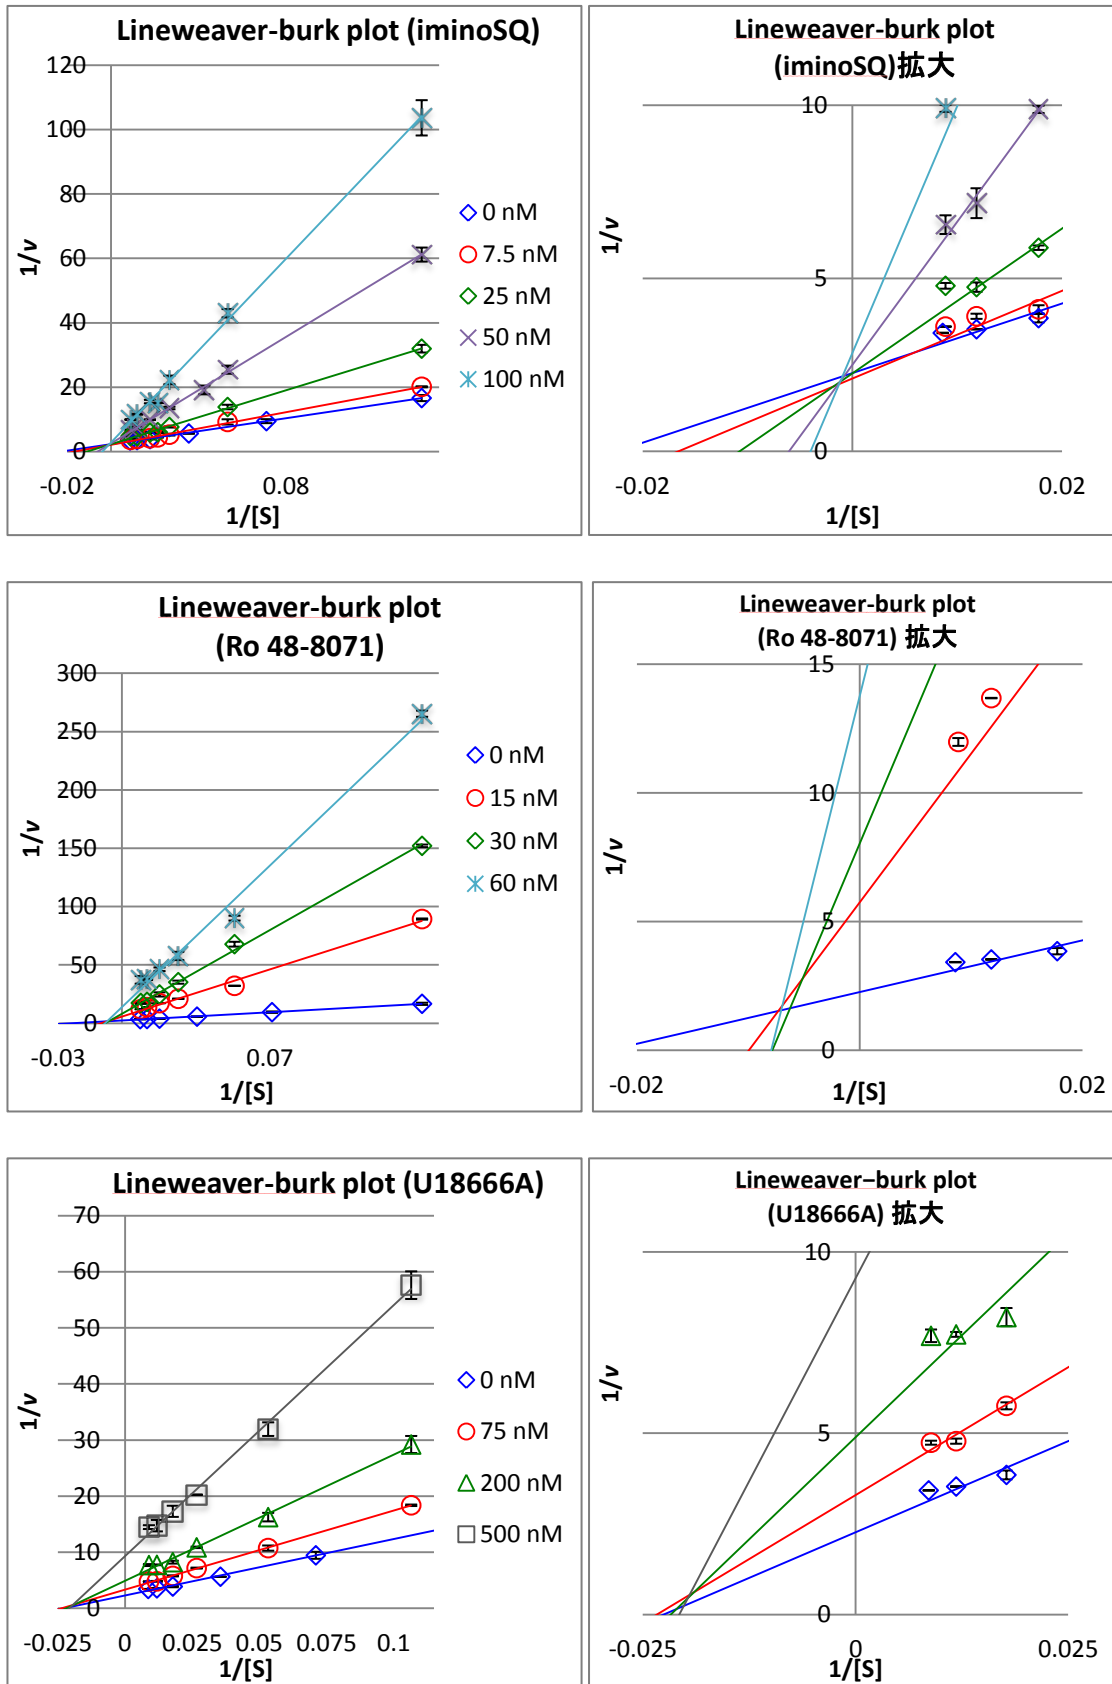 Lineweaver-burk plot (iminoSQ)
120
100
80
60
40
20
0
-0.02
0.08
1/v
1/[S]
0 nM
7.5 nM
25 nM
50 nM
100 nM
Lineweaver-burk plot
(iminoSQ)拡大
10
5
0
-0.02
0.02
1/v
1/[S]
Lineweaver-burk plot
(Ro 48-8071)
300
250
200
150
100
50
0
-0.03
0.07
1/v
1/[S]
0 nM
15 nM
30 nM
60 nM
Lineweaver-burk plot
(Ro 48-8071) 拡大
15
10
5
0
-0.02
0.02
1/v
1/[S]
Lineweaver-burk plot (U18666A)
70
60
50
40
30
20
10
0
-0.025
0
0.025
0.05
0.075
0.1
1/v
1/[S]
0 nM
75 nM
200 nM
500 nM
Lineweaver–burk plot
(U18666A) 拡大
10
5
0
-0.025
0
0.025
1/v
1/[S]